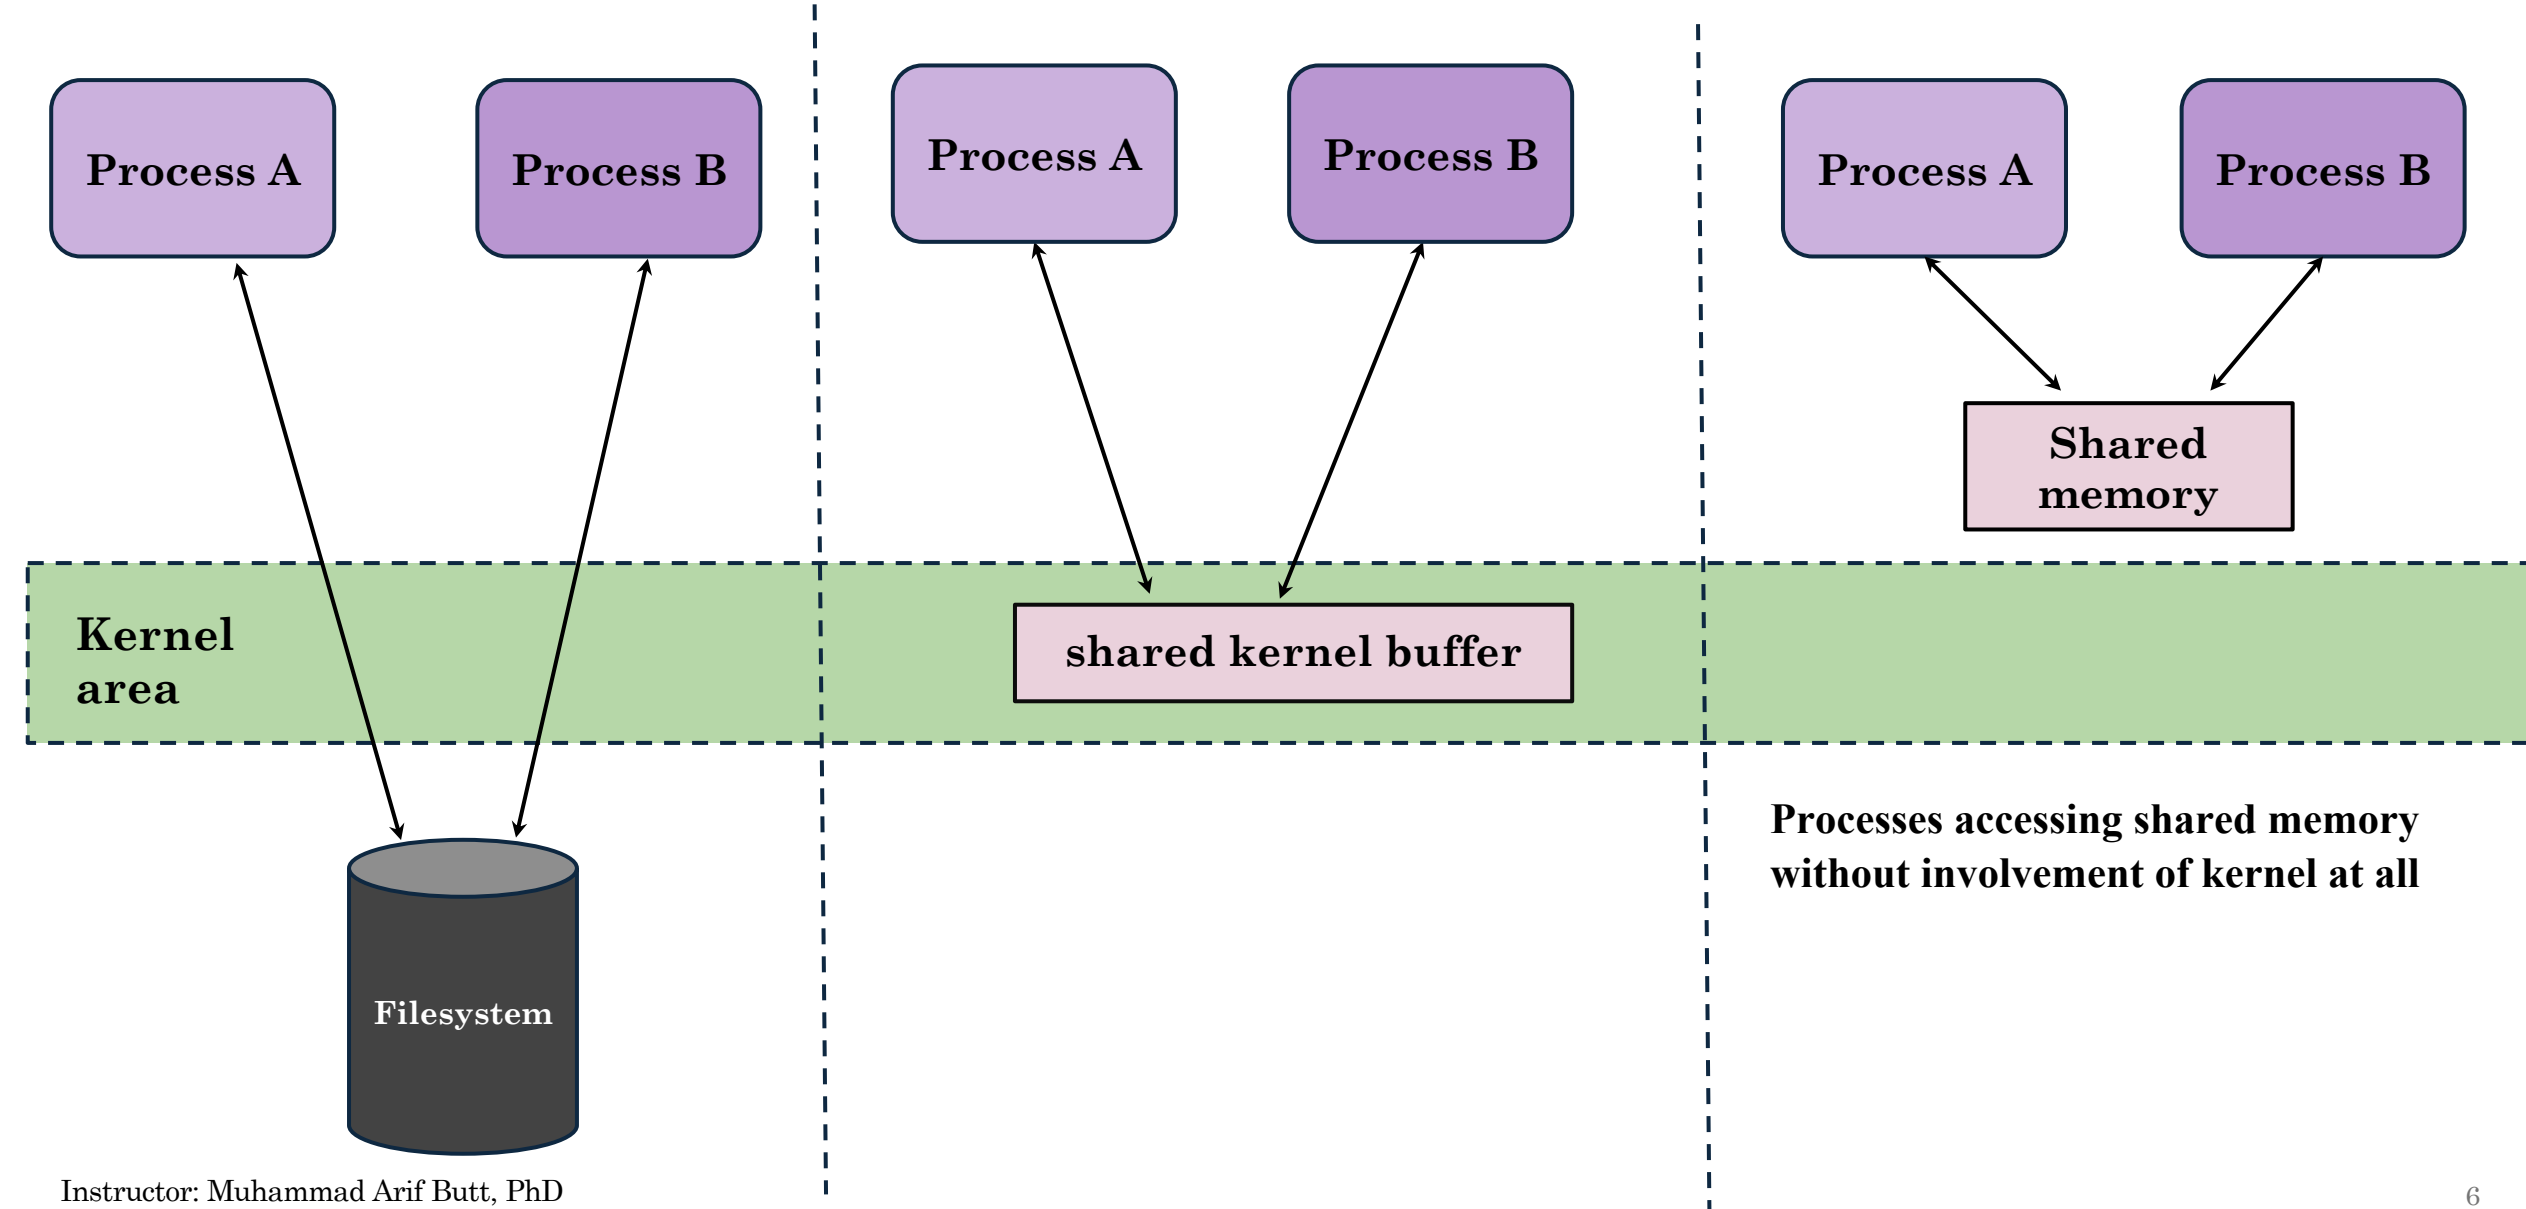 Process A
Process B
Process A
Process B
Process A
Process B
Shared
memory
Kernel
area
shared kernel buffer
Processes accessing shared memory
without involvement of kernel at all
Filesystem
Instructor: Muhammad Arif Butt, PhD
6